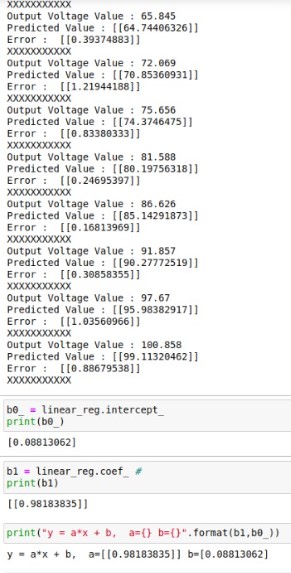 XXXXXXXXXXX
Output Voltage Value : 65.845
Predicted Value : [[64.74406326]]
Error :  [[0.39374883]]
XXXXXXXXXXX
Output Voltage Value : 72.069
Predicted Value : [[70.85360931]]
Error :  [[1.21944188]]
XXXXXXXXXXX
Output Voltage Value : 75.656
Predicted Value : [[74.3746475]]
Error :  [[0.83380333]]
XXXXXXXXXXX
Output Voltage Value : 81.588
Predicted Value : [[80.19756318]]
Error :  [[0.24695397]]
XXXXXXXXXXX
Output Voltage Value : 86.626
Predicted Value : [[85.14291873]]
Error :  [[0.16813969]]
XXXXXXXXXXX
Output Voltage Value : 91.857
Predicted Value : [[90.27772519]]
Error :  [[0.30858355]]
XXXXXXXXXXX
Output Voltage Value : 97.67
Predicted Value : [[95.98382917]]
Error :  [[1.03560966]]
XXXXXXXXXXX
Output Voltage Value : 100.858
Predicted Value : [[99.11320462]]
Error :  [[0.88679538]]
XXXXXXXXXXX
b0_ = linear_reg.intercept_
print(b0_)
[0.08813062]
b1 = linear_reg.coef_ #
print(b1)
[[0.98183835]]
print("y = a*x + b,  a={} b={}".format(b1,b0_))
y = a*x + b,  a=[[0.98183835]] b=[0.08813062]